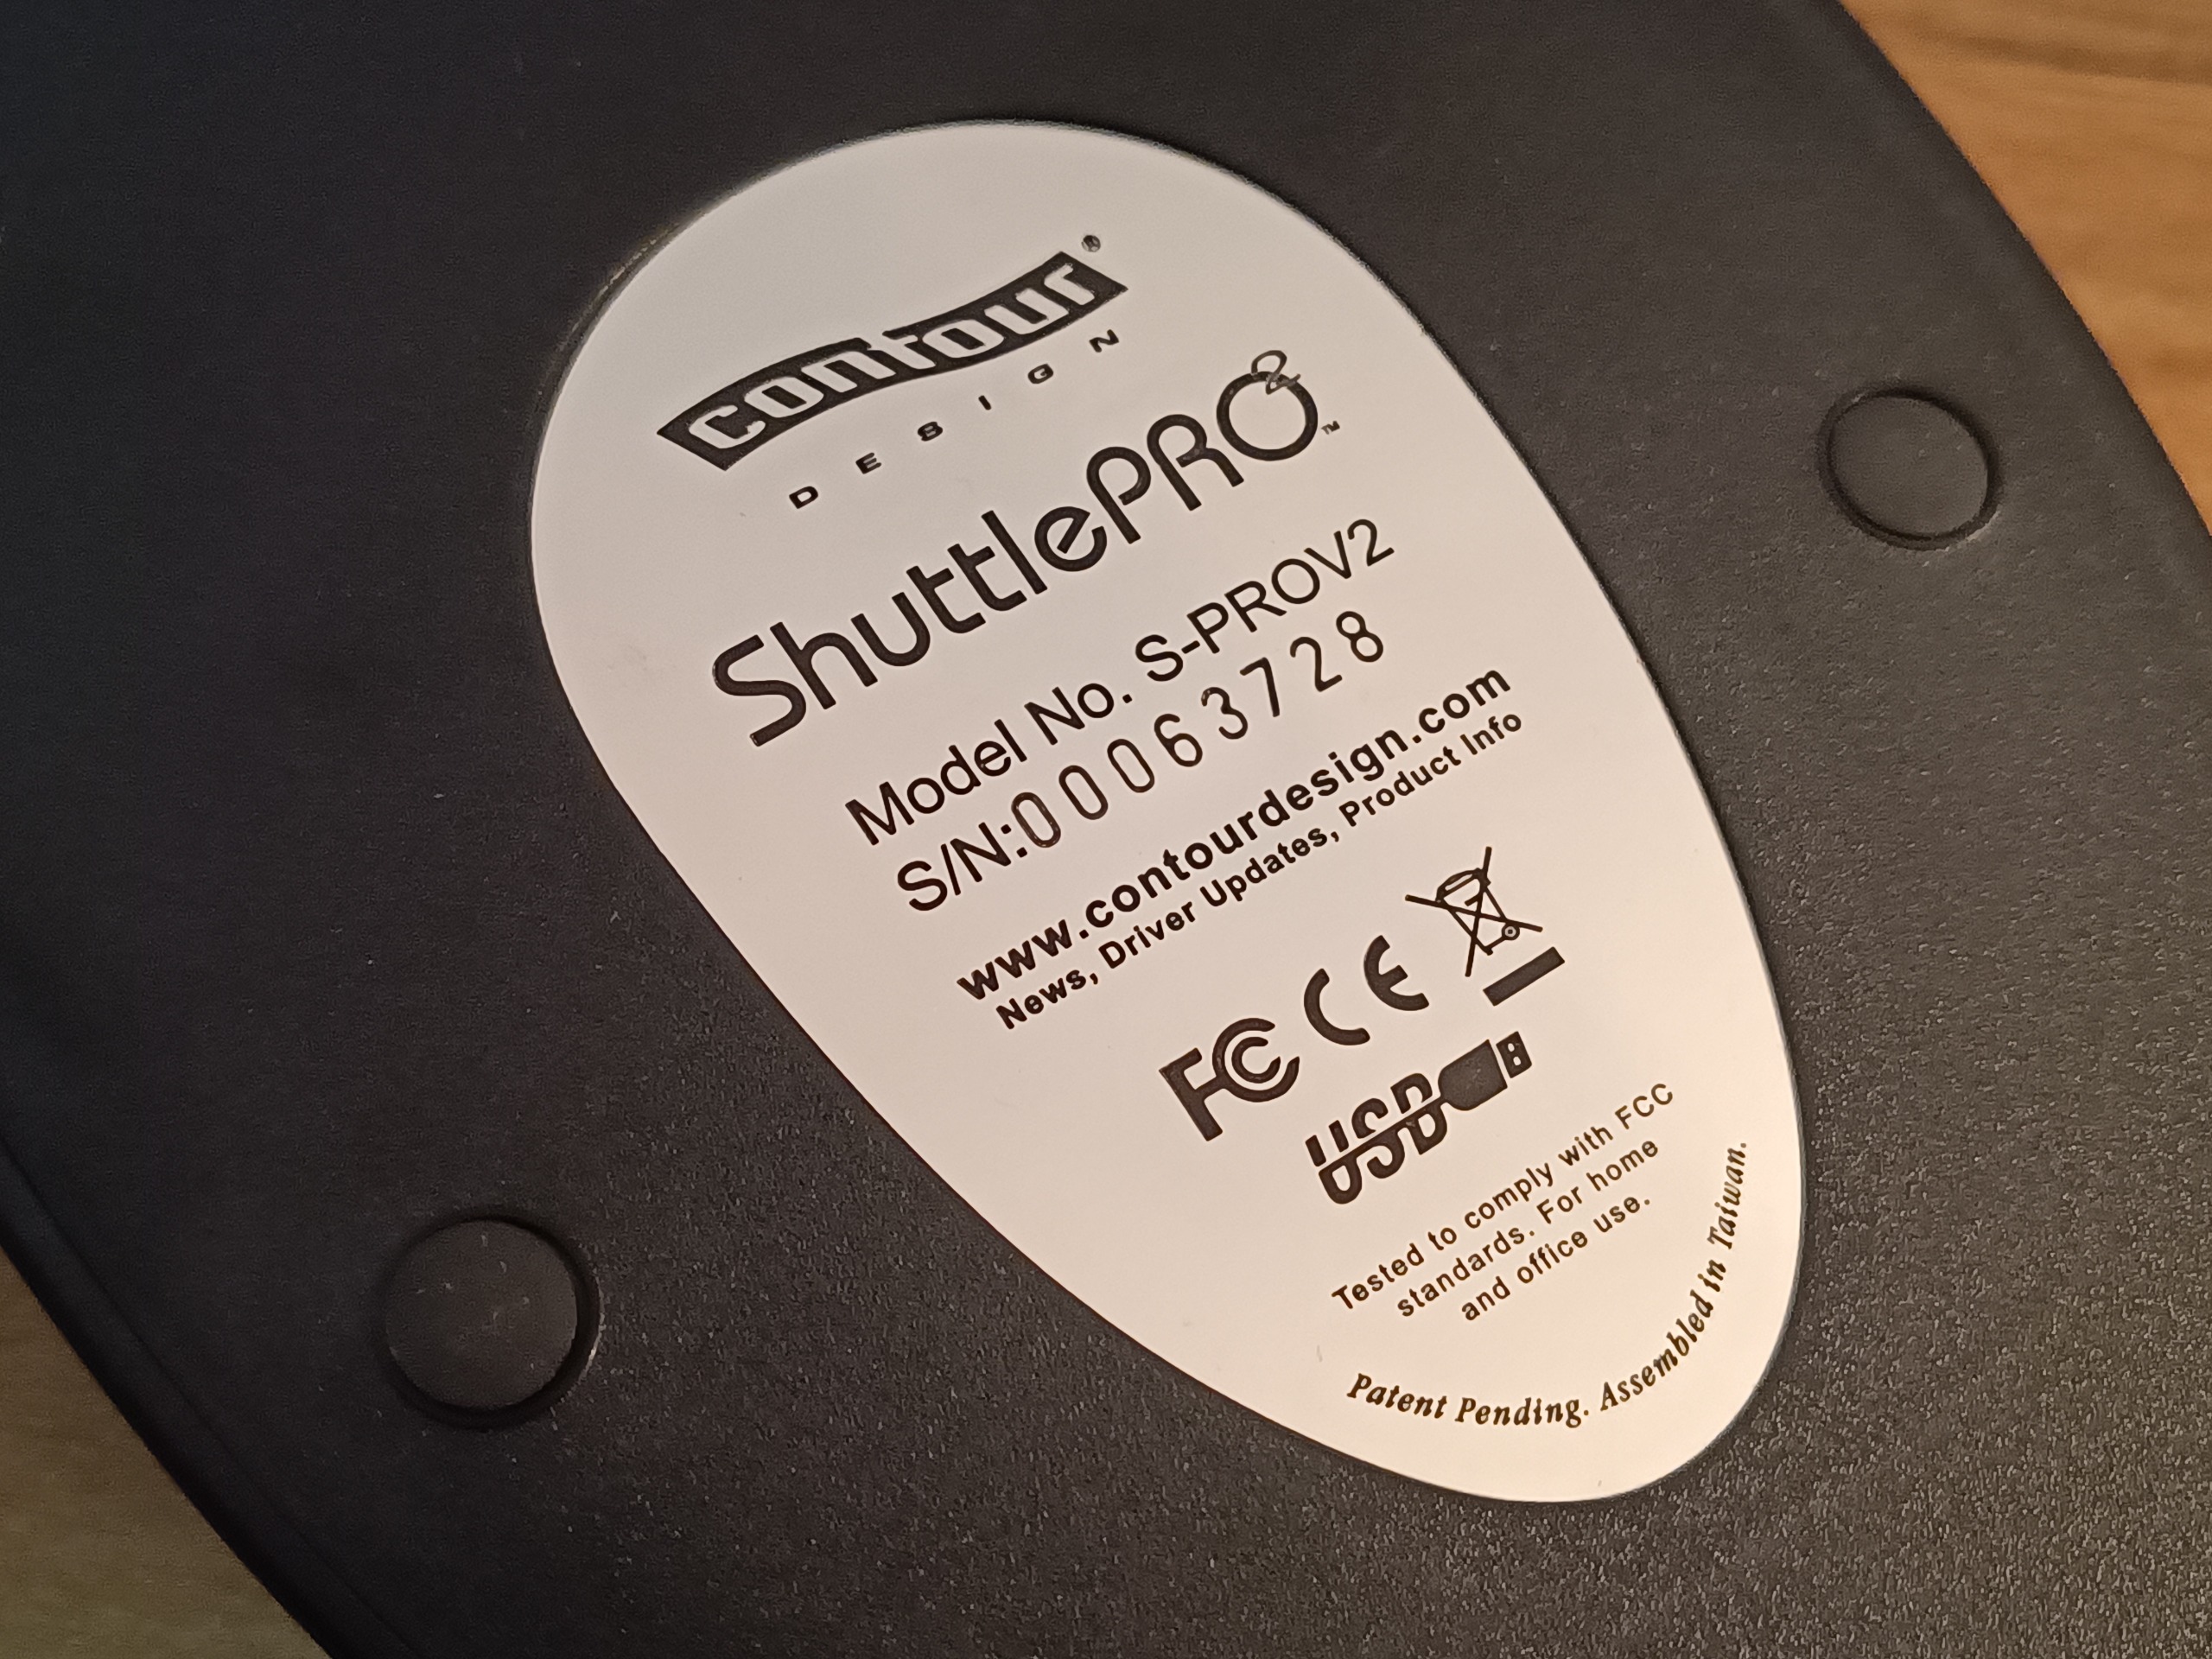 contour®
DESIGN
ShuttlePRO2™
Model No. S-PROV2
S/N:00063728
www.contourdesign.com
News, Driver Updates, Product Info
FC CE
USB
Tested to comply with FCC
standards. For home
and office use.
Patent Pending. Assembled in Taiwan.